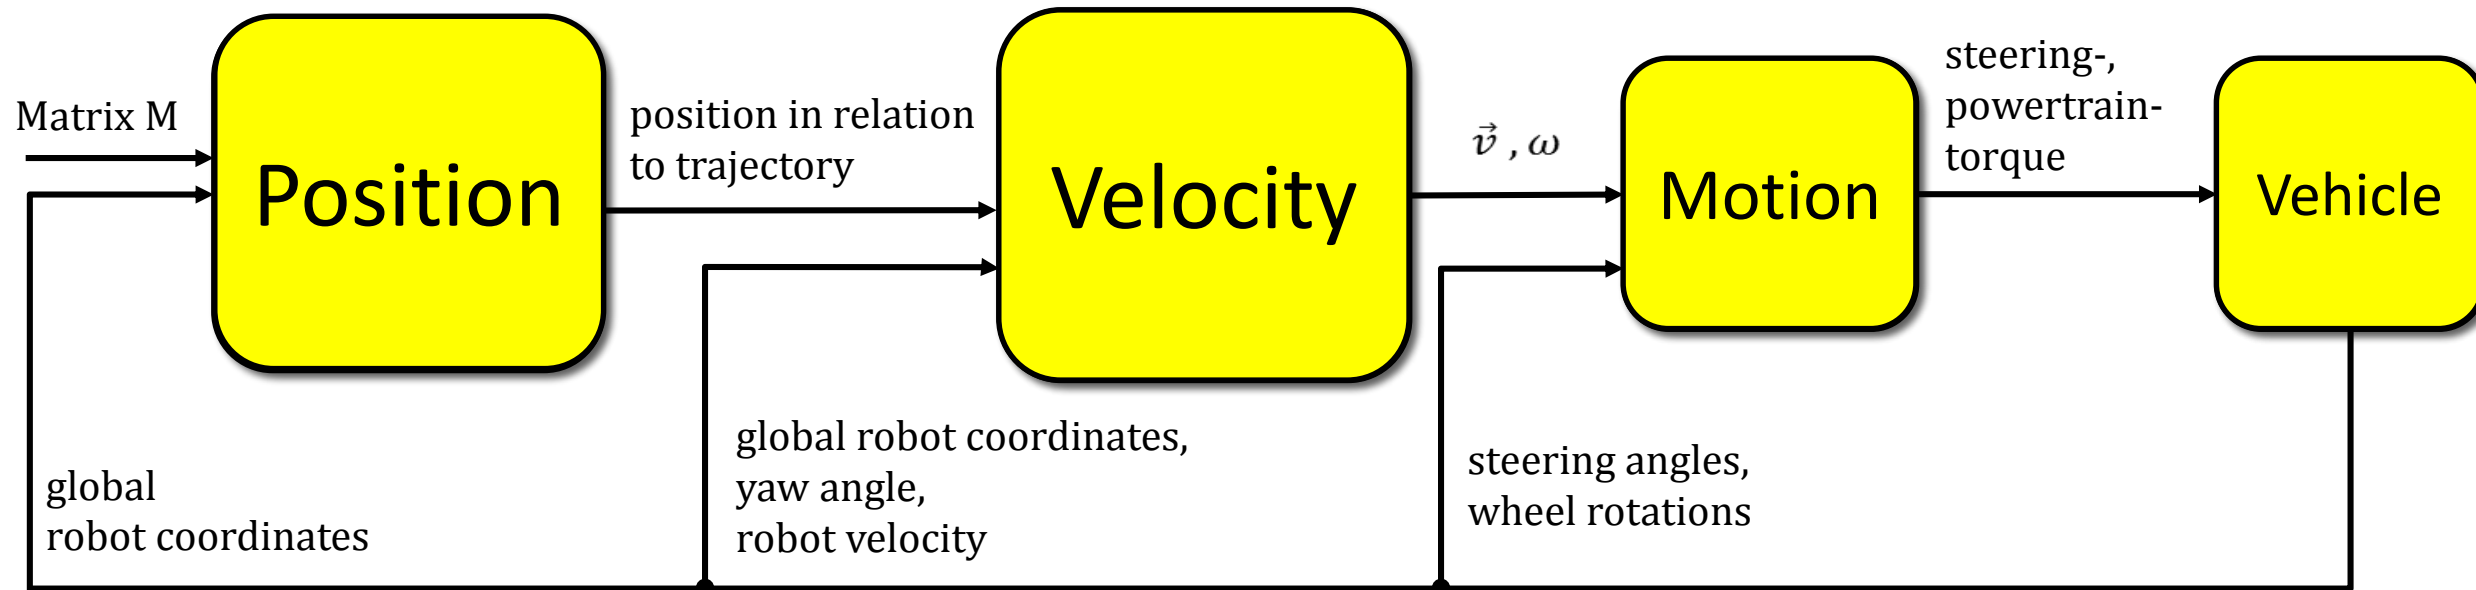 Matrix M
Position
position in relation
to trajectory
Velocity
v⃗ , ω
Motion
steering-,
powertrain-
torque
Vehicle
global
robot coordinates
global robot coordinates,
yaw angle,
robot velocity
steering angles,
wheel rotations